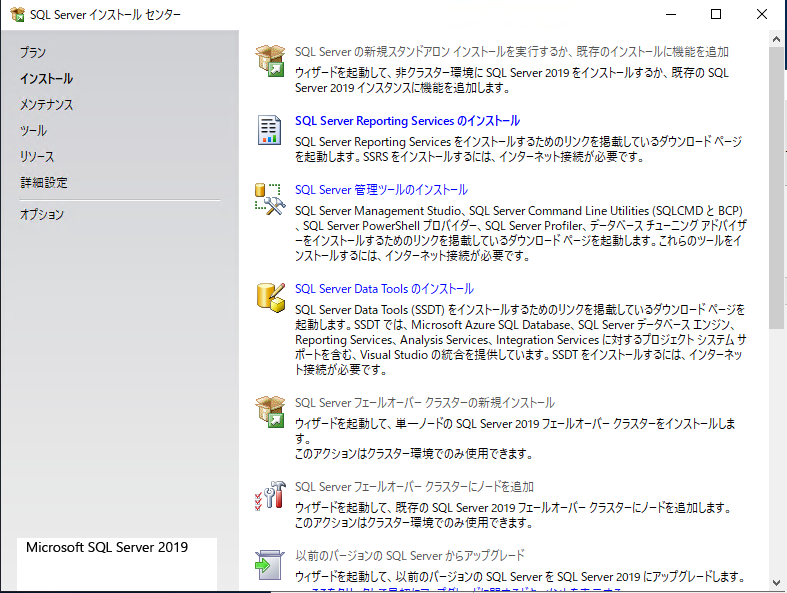 SQL Server インストール センター
プラン
インストール
メンテナンス
ツール
リソース
詳細設定
オプション
Microsoft SQL Server 2019
SQL Server の新規スタンドアロン インストールを実行するか、既存のインストールに機能を追加
ウィザードを起動して、非クラスター環境に SQL Server 2019 をインストールするか、既存の SQL
Server 2019 インスタンスに機能を追加します。
SQL Server Reporting Services のインストール
SQL Server Reporting Services をインストールするためのリンクを掲載しているダウンロード ページ
を起動します。SSRS をインストールするには、インターネット接続が必要です。
SQL Server 管理ツールのインストール
SQL Server Management Studio、SQL Server Command Line Utilities (SQLCMD と BCP)
、SQL Server PowerShell プロバイダー、SQL Server Profiler、データベース チューニング アドバイザ
ーをインストールするためのリンクを掲載しているダウンロード ページを起動します。これらのツールをイ
ンストールするには、インターネット接続が必要です。
SQL Server Data Tools のインストール
SQL Server Data Tools (SSDT) をインストールするためのリンクを掲載しているダウンロード ページを
起動します。SSDT では、Microsoft Azure SQL Database、SQL Server データベース エンジン、
Reporting Services、Analysis Services、Integration Services に対するプロジェクト システム サ
ポートを含む、Visual Studio の統合を提供しています。SSDT をインストールするには、インターネッ
ト接続が必要です。
SQL Server フェールオーバー クラスターの新規インストール
ウィザードを起動して、単一ノードの SQL Server 2019 フェールオーバー クラスターをインストールしま
す。
このアクションはクラスター環境でのみ使用できます。
SQL Server フェールオーバー クラスターにノードを追加
ウィザードを起動して、既存の SQL Server 2019 フェールオーバー クラスターにノードを追加します。
このアクションはクラスター環境でのみ使用できます。
以前のバージョンの SQL Server からアップグレード
ウィザードを起動して、以前のバージョンの SQL Server を SQL Server 2019 にアップグレードします。